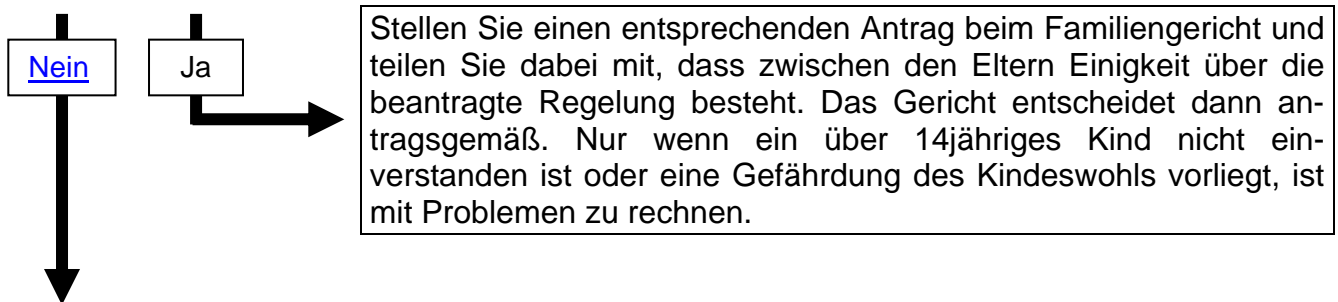 Nein
Ja
Stellen Sie einen entsprechenden Antrag beim Familiengericht und
teilen Sie dabei mit, dass zwischen den Eltern Einigkeit über die
beantragte Regelung besteht. Das Gericht entscheidet dann an-
tragsgemäß. Nur wenn ein über 14jähriges Kind nicht ein-
verstanden ist oder eine Gefährdung des Kindeswohls vorliegt, ist
mit Problemen zu rechnen.